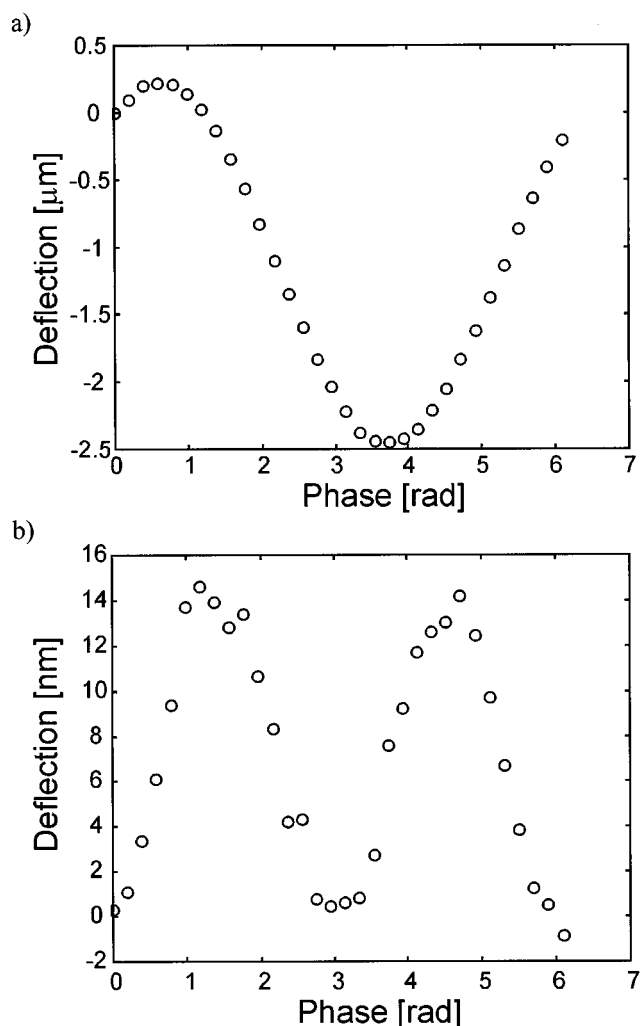 a)
0.5
0
-0.5
-1
-1.5
-2
-2.5
Deflection [μm]
0 1 2 3 4 5 6 7
Phase [rad]
b)
16
14
12
10
8
6
4
2
0
-2
Deflection [nm]
0 1 2 3 4 5 6 7
Phase [rad]